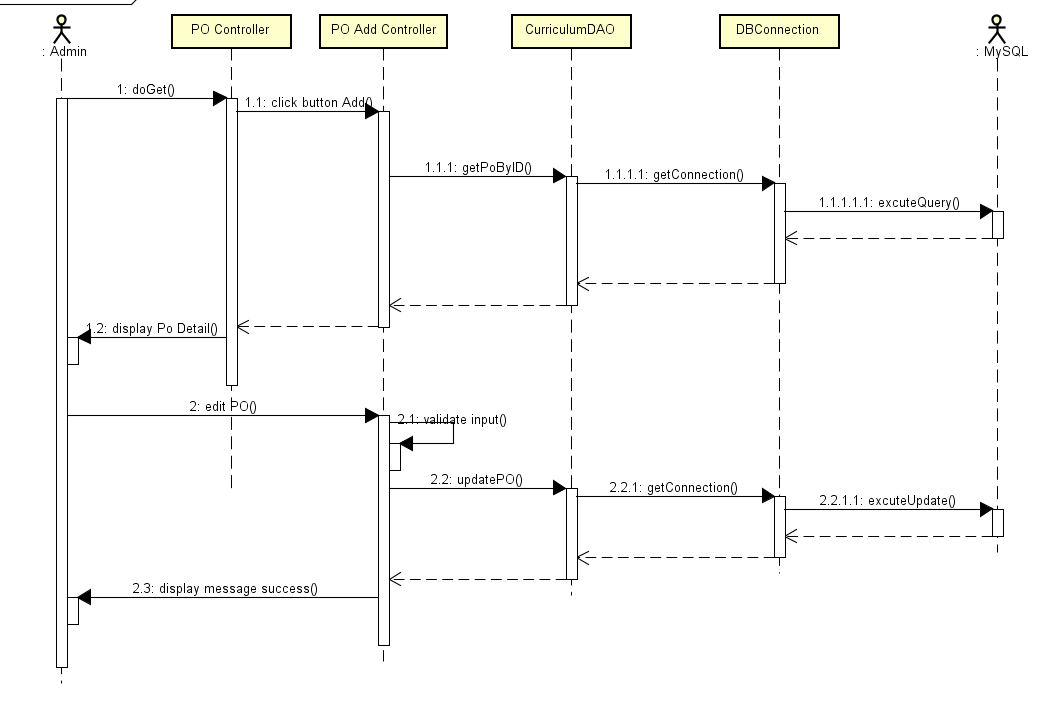 PO Controller
PO Add Controller
CurriculumDAO
DBConnection
: Admin
: MySQL
1: doGet()
1.1: click button Add()
1.1.1: getPoByID()
1.1.1.1: getConnection()
1.1.1.1.1: excuteQuery()
1.2: display Po Detail()
2: edit PO()
2.1: validate input()
2.2: updatePO()
2.2.1: getConnection()
2.2.1.1: excuteUpdate()
2.3: display message success()